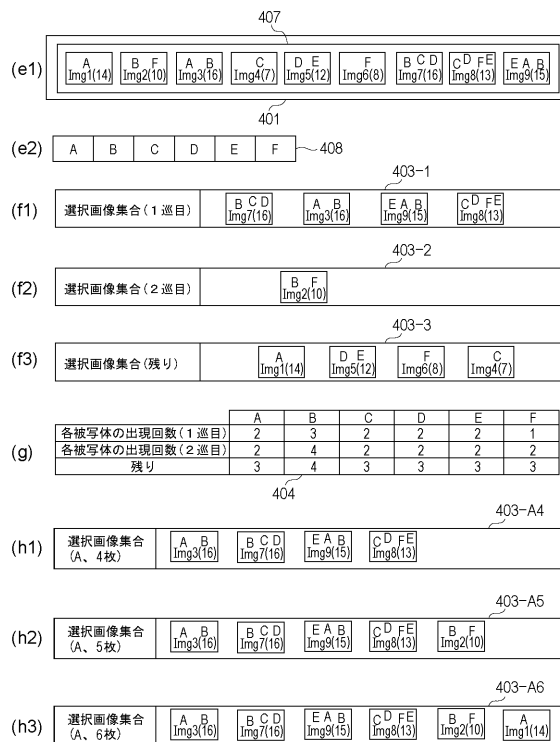 407
(e1)
A
Img1(14)
B F
Img2(10)
A B
Img3(16)
C
Img4(7)
D E
Img5(12)
F
Img6(8)
B C D
Img7(16)
C D F E
Img8(13)
E A B
Img9(15)
401
(e2) A B C D E F 408
403-1
(f1) 選択画像集合(1巡目)
B C D
Img7(16)
A B
Img3(16)
E A B
Img9(15)
C D F E
Img8(13)
403-2
(f2) 選択画像集合(2巡目)
B F
Img2(10)
403-3
(f3) 選択画像集合(残り)
A
Img1(14)
D E
Img5(12)
F
Img6(8)
C
Img4(7)
(g)
A B C D E F
各被写体の出現回数(1巡目) 2 3 2 2 2 1
各被写体の出現回数(2巡目) 2 4 2 2 2 2
残り 3 4 3 3 3 3
404
403-A4
(h1) 選択画像集合
(A、4枚)
A B
Img3(16)
B C D
Img7(16)
E A B
Img9(15)
C D F E
Img8(13)
403-A5
(h2) 選択画像集合
(A、5枚)
A B
Img3(16)
B C D
Img7(16)
E A B
Img9(15)
C D F E
Img8(13)
B F
Img2(10)
403-A6
(h3) 選択画像集合
(A、6枚)
A B
Img3(16)
B C D
Img7(16)
E A B
Img9(15)
C D F E
Img8(13)
B F
Img2(10)
A
Img1(14)